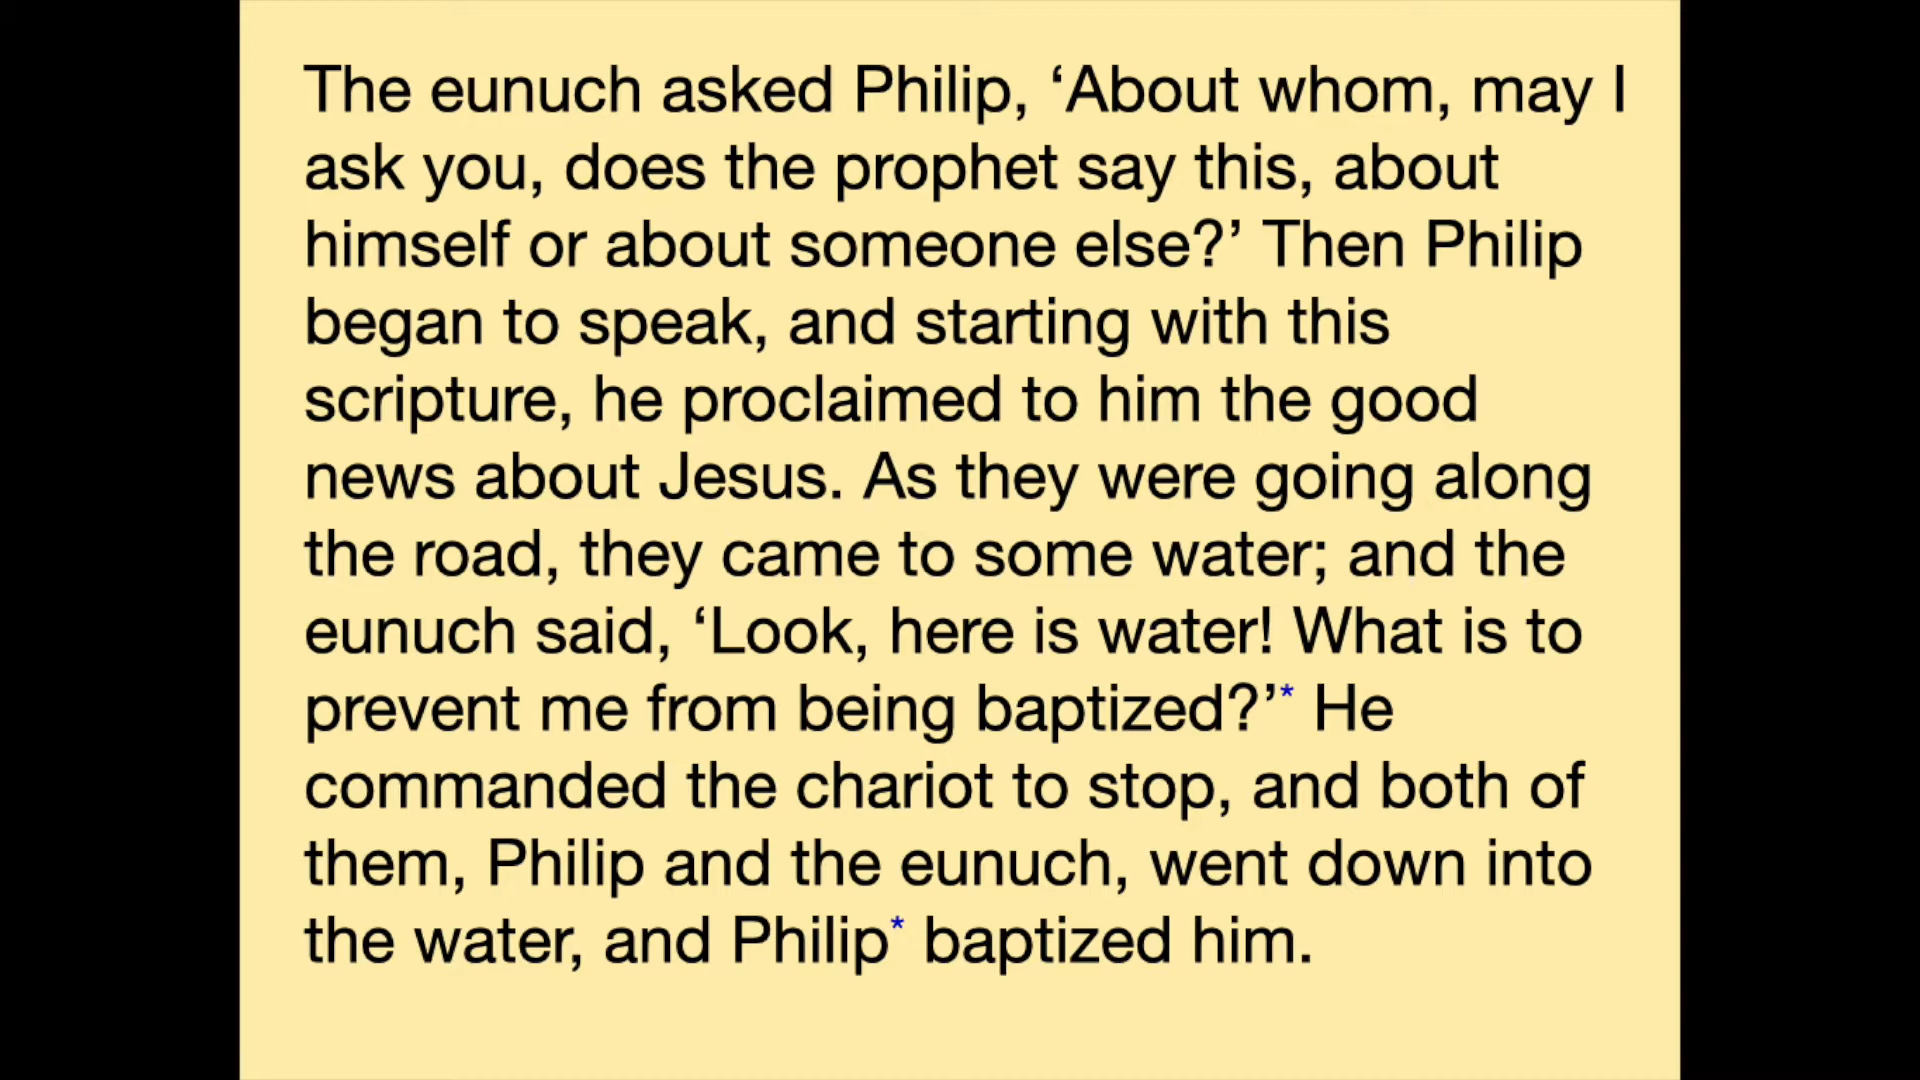 The eunuch asked Philip, ‘About whom, may I
ask you, does the prophet say this, about
himself or about someone else?’ Then Philip
began to speak, and starting with this
scripture, he proclaimed to him the good
news about Jesus. As they were going along
the road, they came to some water; and the
eunuch said, ‘Look, here is water! What is to
prevent me from being baptized?’* He
commanded the chariot to stop, and both of
them, Philip and the eunuch, went down into
the water, and Philip* baptized him.